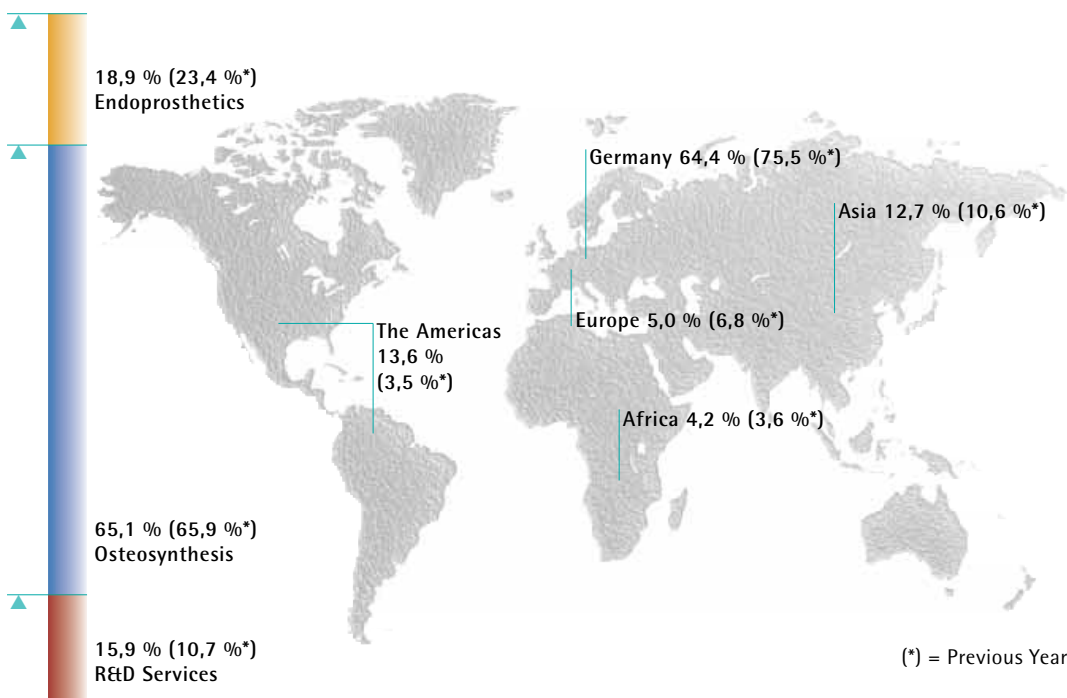 18,9 % (23,4 %*)
Endoprosthetics
65,1 % (65,9 %*)
Osteosynthesis
15,9 % (10,7 %*)
R&D Services
Germany 64,4 % (75,5 %*)
Asia 12,7 % (10,6 %*)
Europe 5,0 % (6,8 %*)
The Americas
13,6 %
(3,5 %*)
Africa 4,2 % (3,6 %*)
(*) = Previous Year